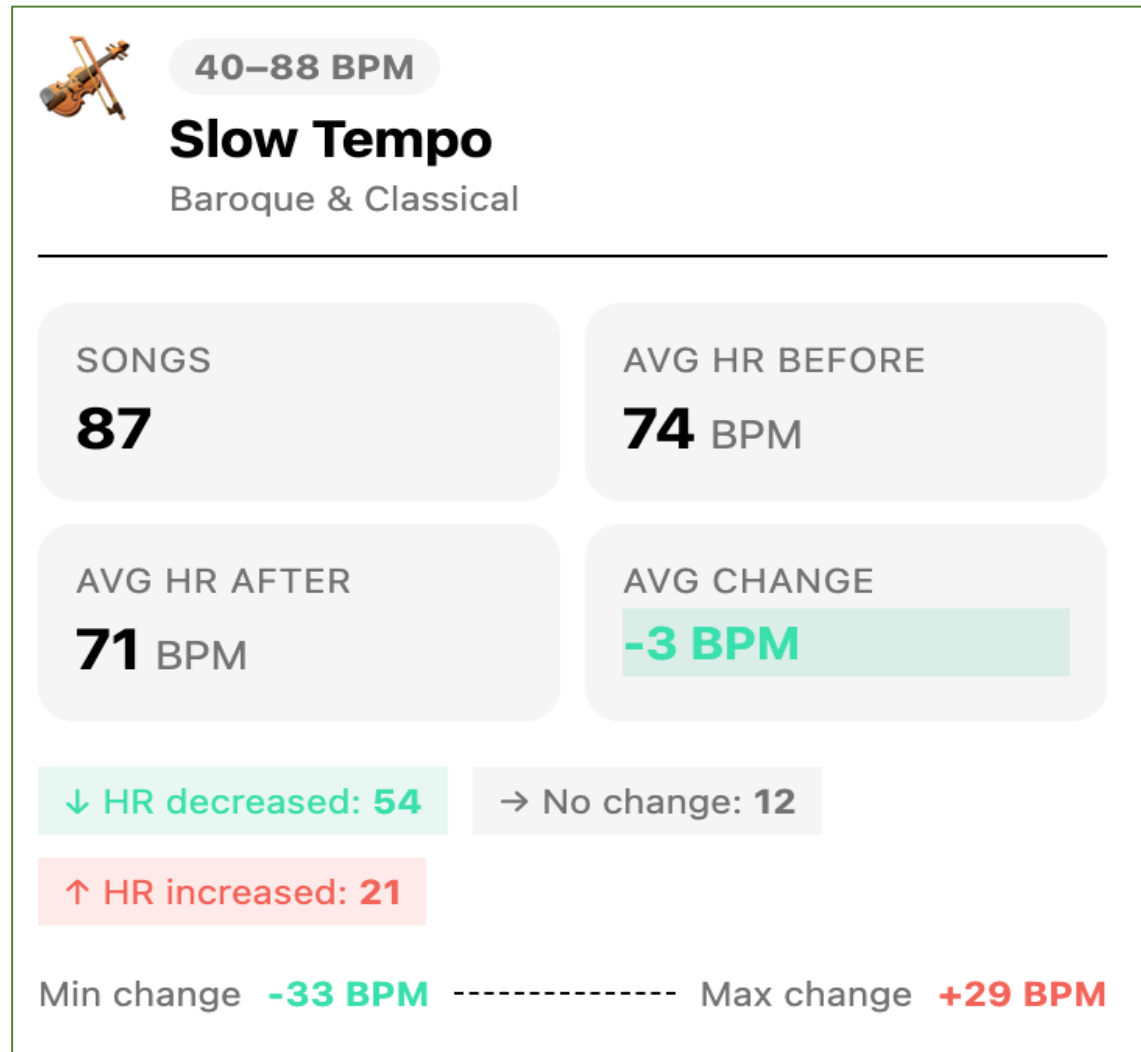 40–88 BPM
Slow Tempo
Baroque & Classical
SONGS
87
AVG HR BEFORE
74 BPM
AVG HR AFTER
71 BPM
AVG CHANGE
-3 BPM
↓ HR decreased: 54
→ No change: 12
↑ HR increased: 21
Min change -33 BPM
Max change +29 BPM